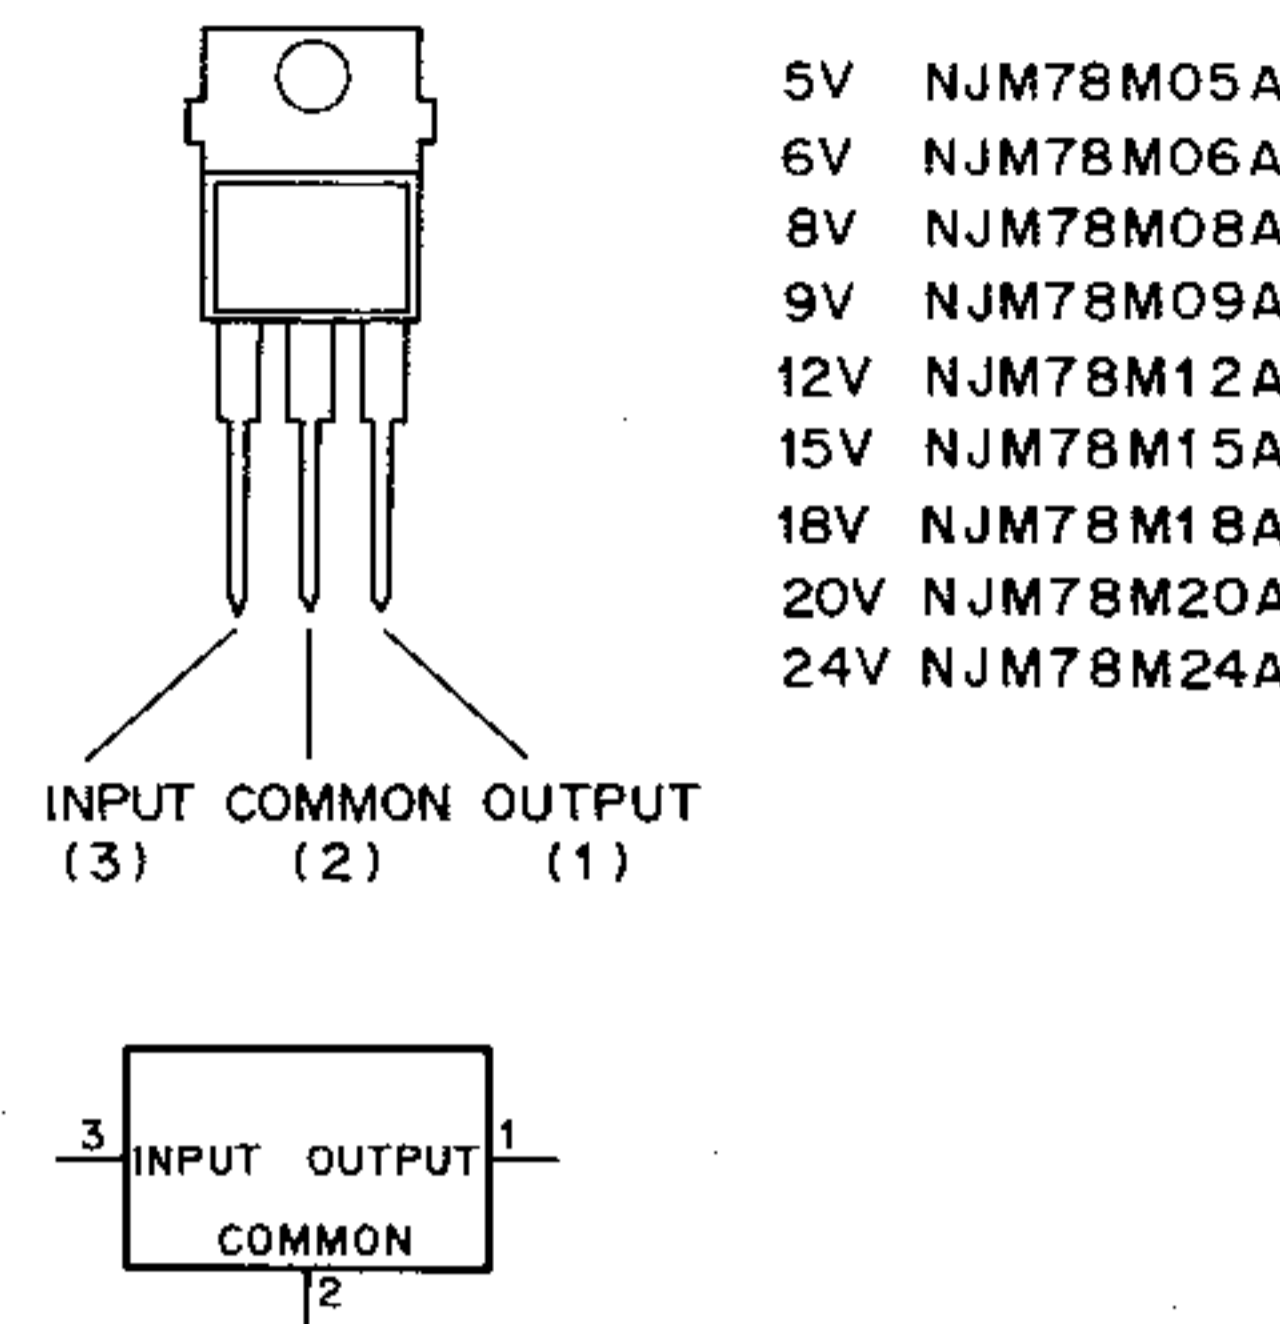 5V NJM78M05A
6V NJM78M06A
8V NJM78M08A
9V NJM78M09A
12V NJM78M12A
15V NJM78M15A
18V NJM78M18A
20V NJM78M20A
24V NJM78M24A
INPUT COMMON OUTPUT
(3) (2) (1)
3 1
INPUT OUTPUT
COMMON
2